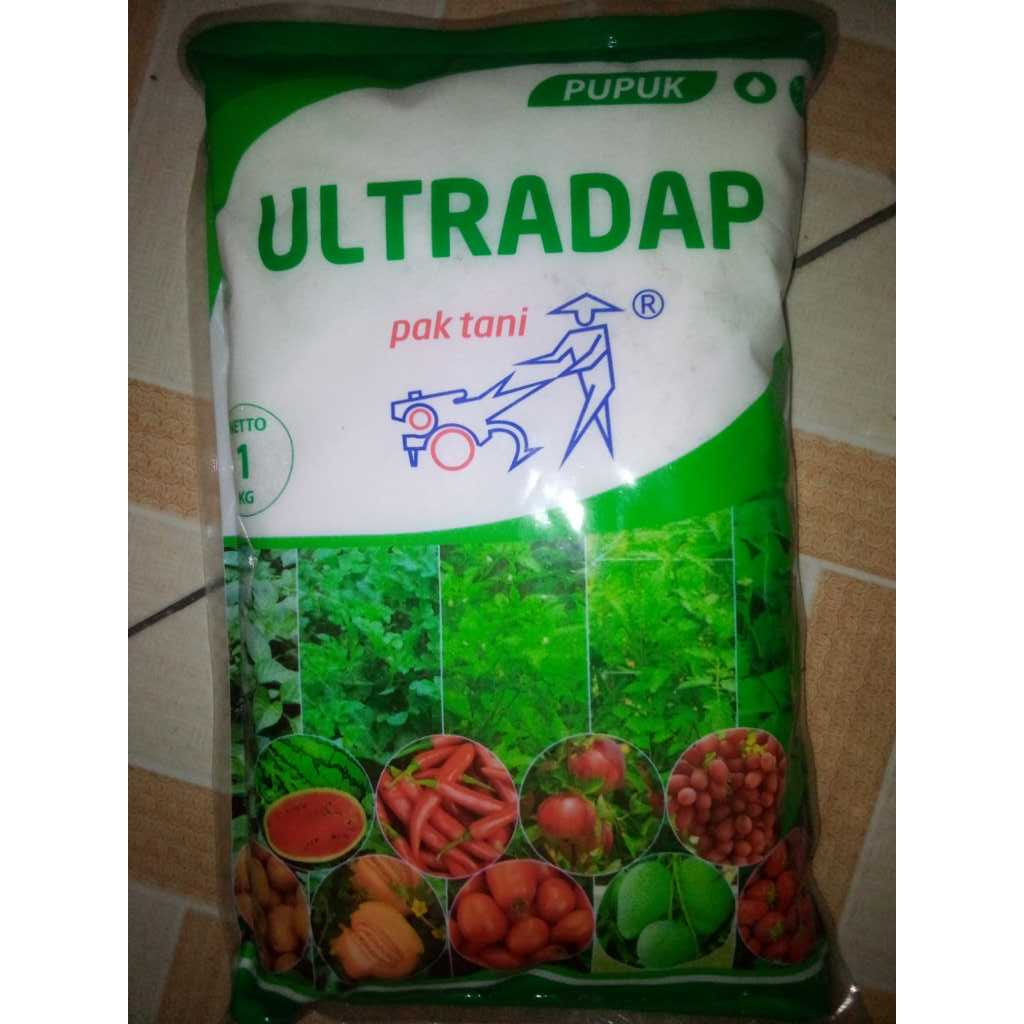 PUPUK
ULTRADAP
pak tani ®
NETTO
1
KG